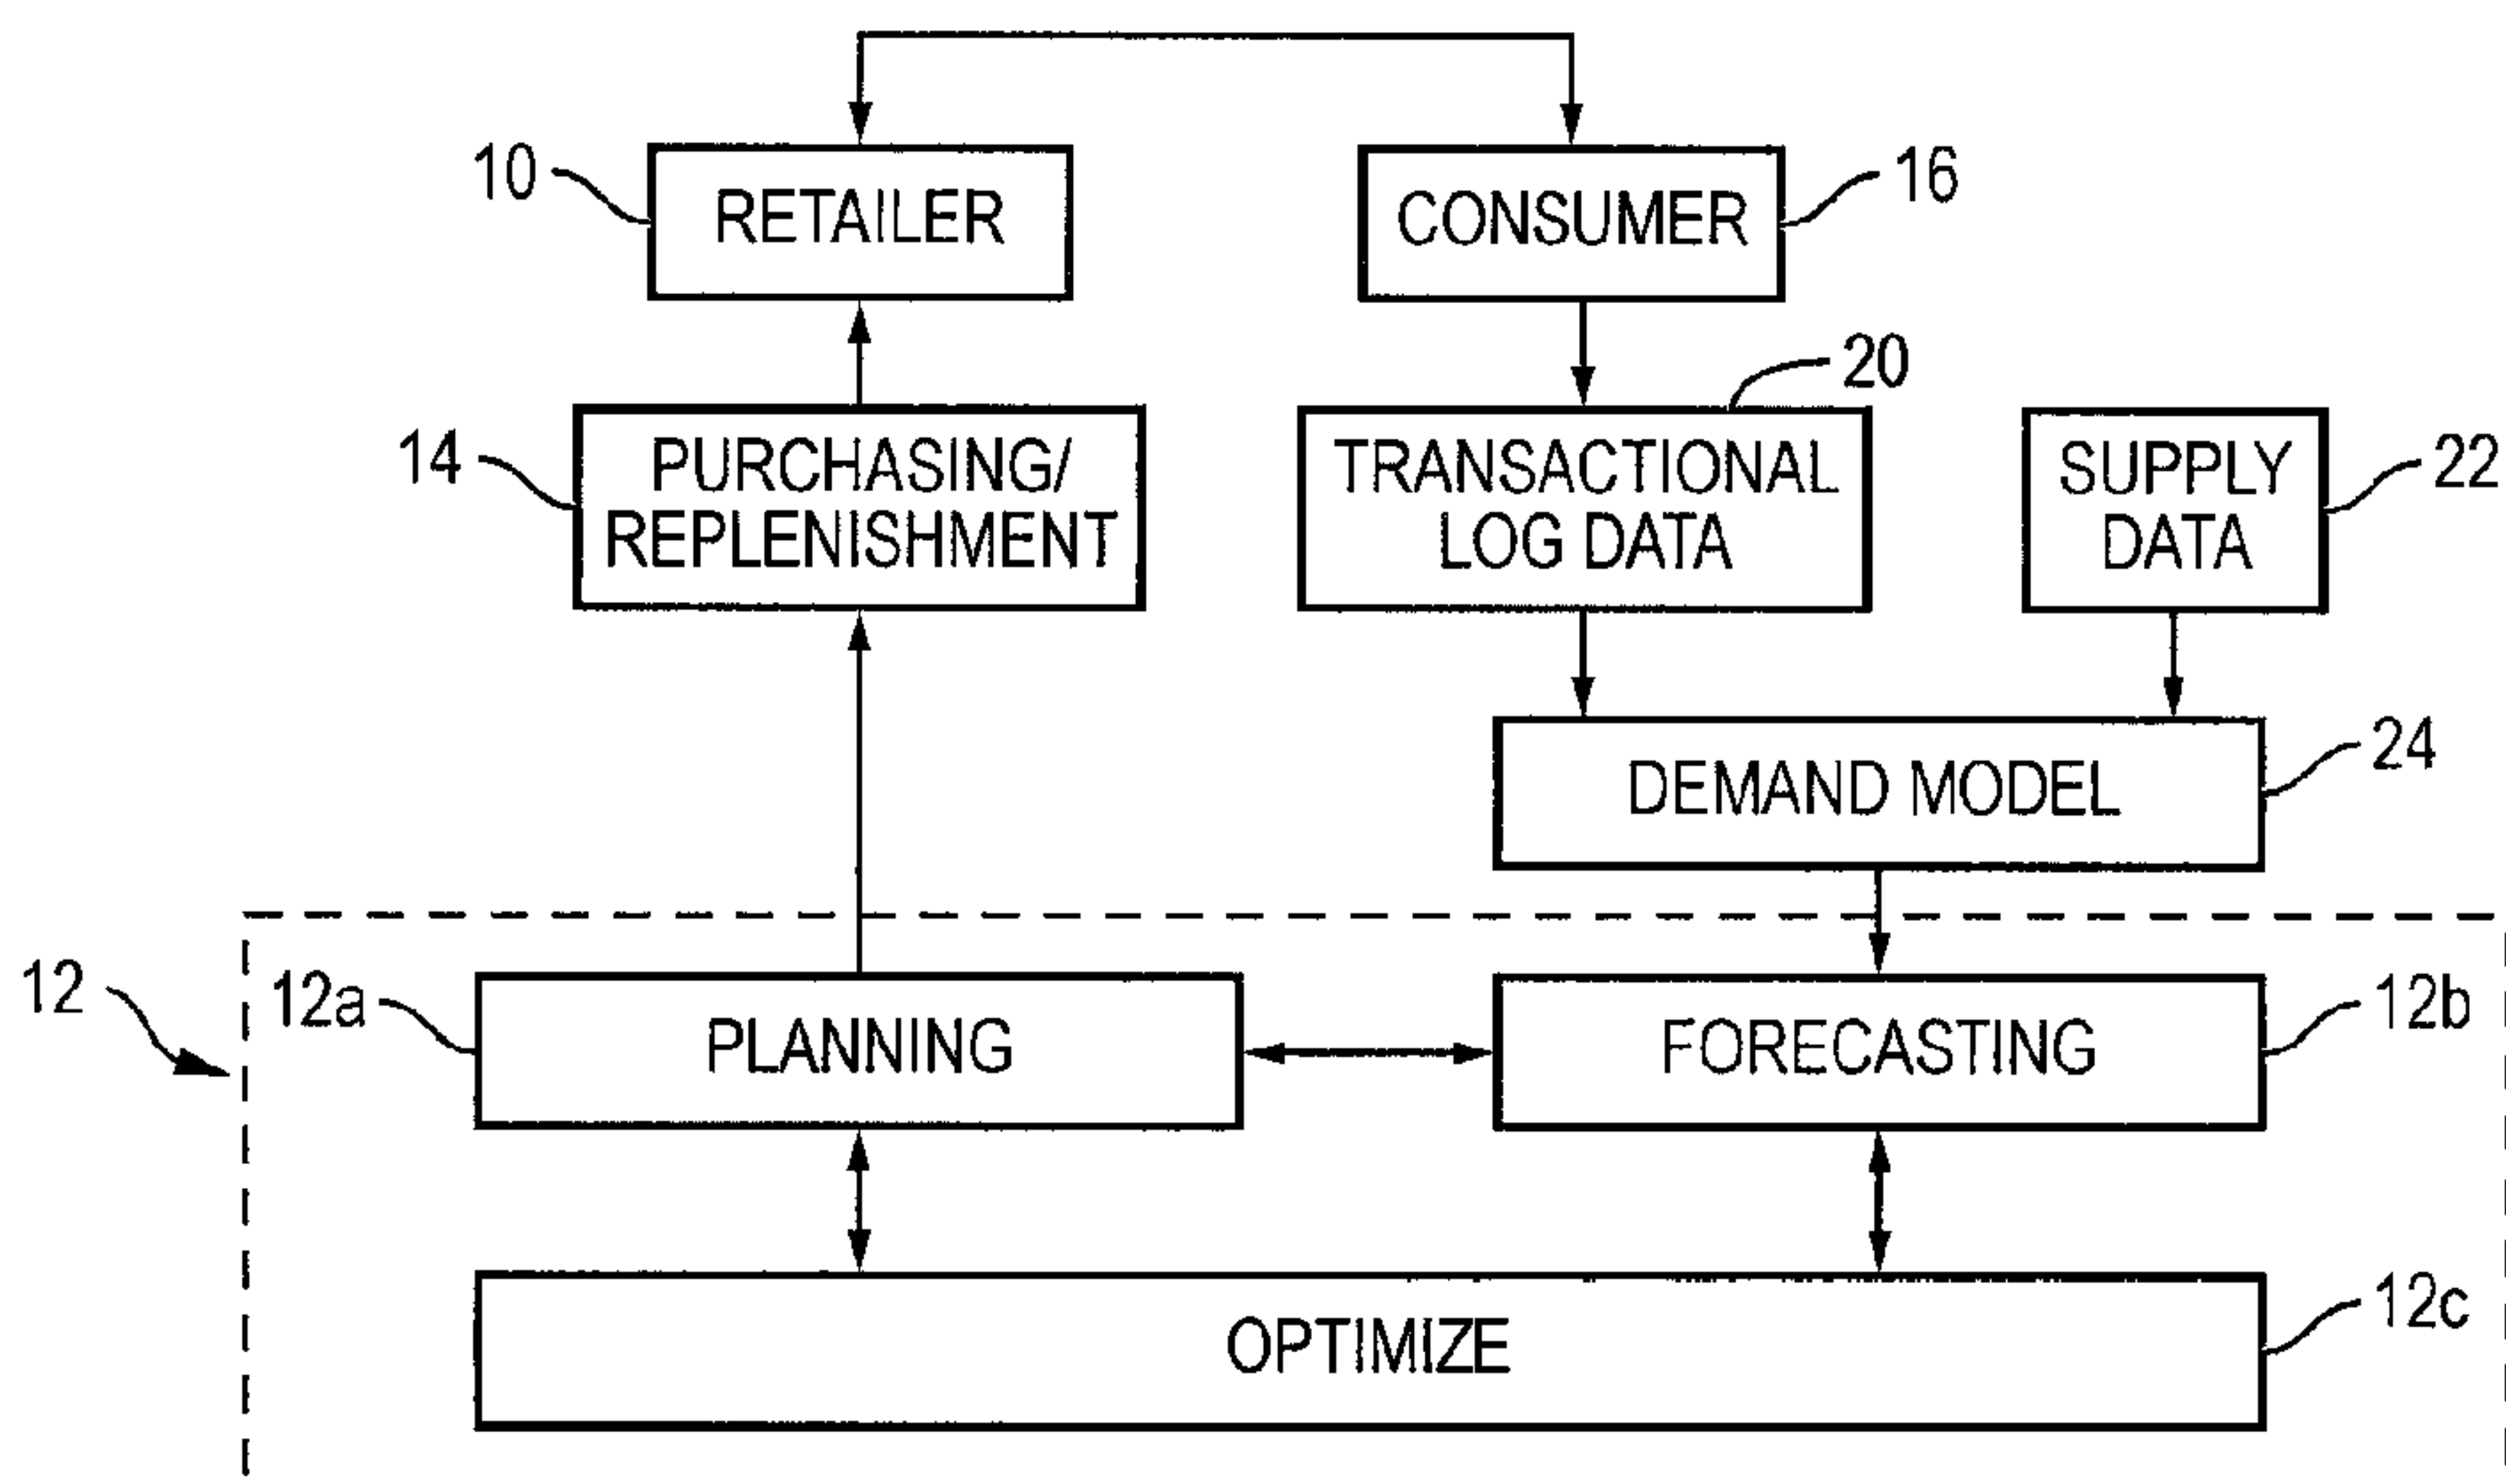 10
RETAILER
CONSUMER
16
20
14
PURCHASING/
REPLENISHMENT
TRANSACTIONAL
LOG DATA
SUPPLY
DATA
22
DEMAND MODEL
24
12
12a
PLANNING
FORECASTING
12b
OPTIMIZE
12c